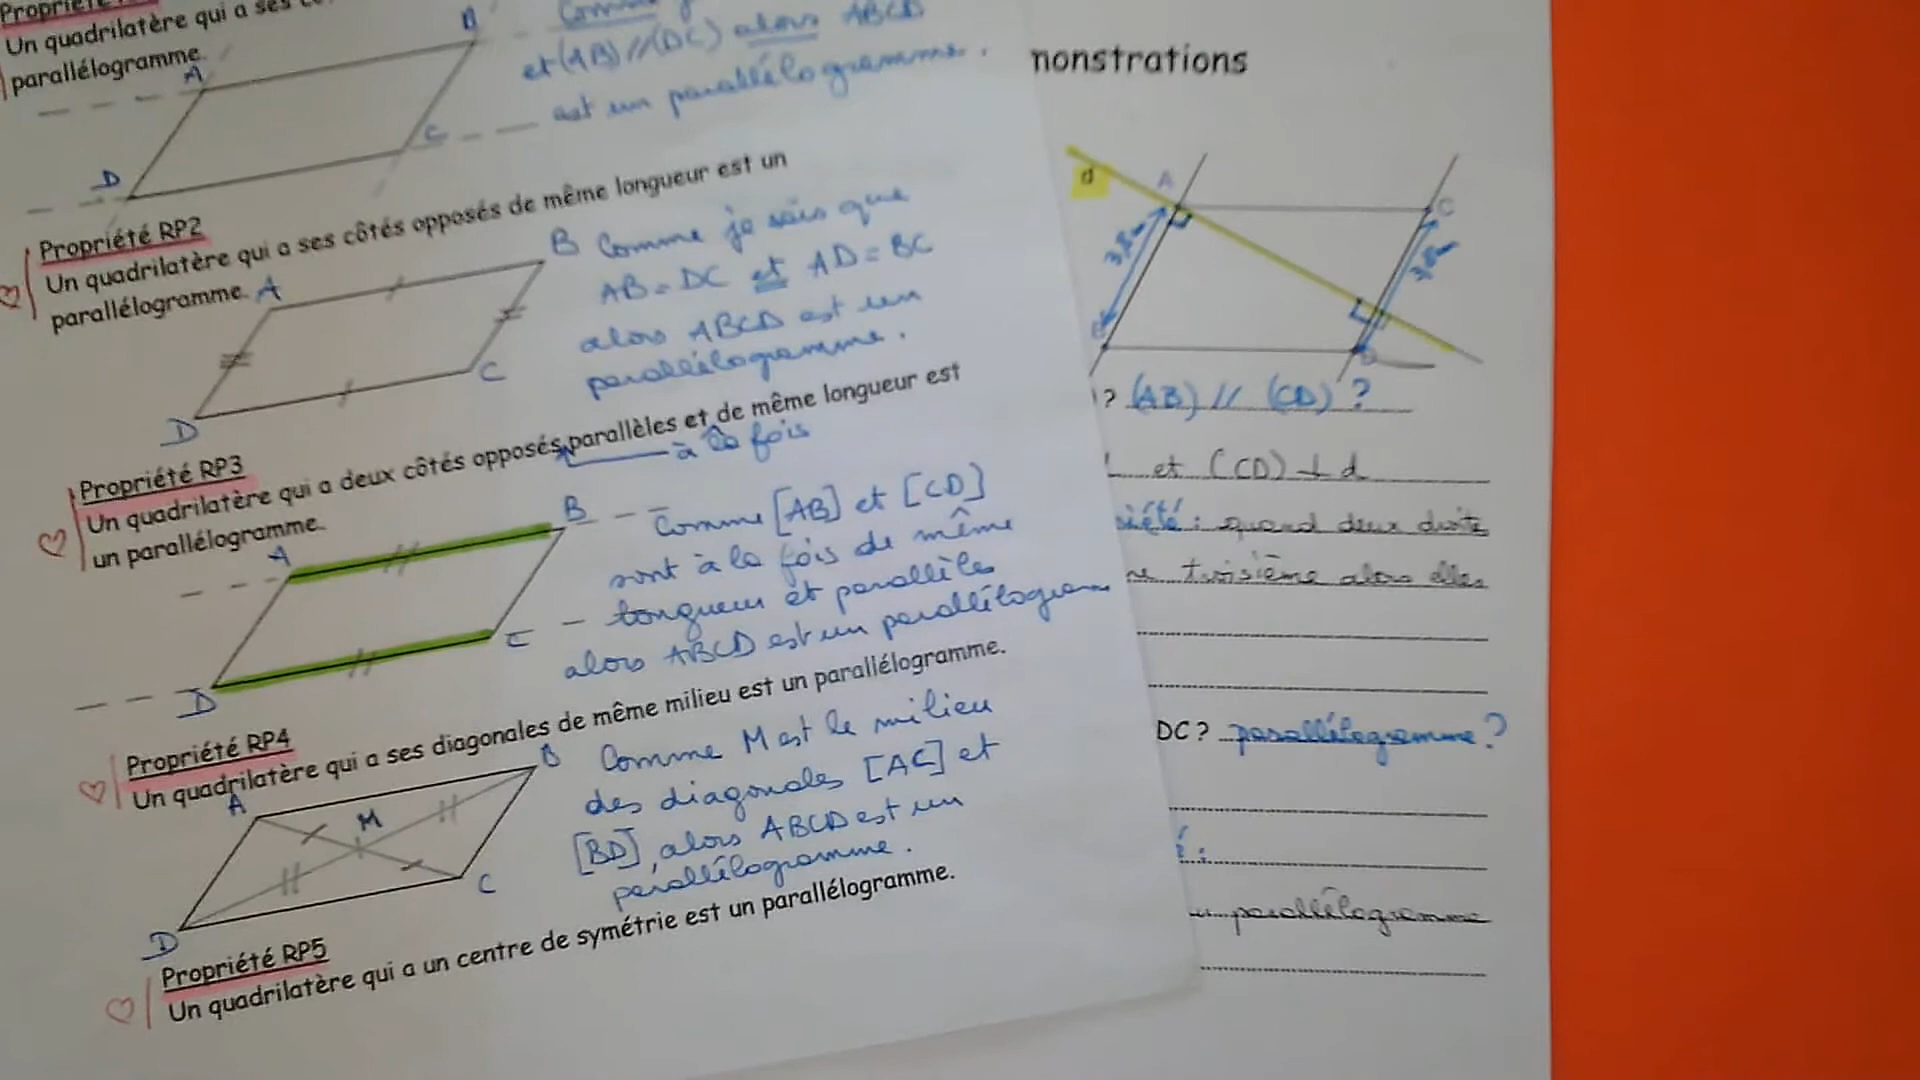 Un quadrilatère qui a ses
parallélogramme.
A
D
C
et (AB) // (DC) alors ABCD
est un parallélogramme.
Propriété RP2
Un quadrilatère qui a ses côtés opposés de même longueur est un
parallélogramme.
A
B
C
D
Comme je sais que
AB = DC et AD = BC
alors ABCD est un
parallélogramme.
Propriété RP3
Un quadrilatère qui a deux côtés opposés parallèles et de même longueur est
un parallélogramme.
à la fois
A
B
C
D
Comme [AB] et [CD]
sont à la fois de même
longueur et parallèles
alors ABCD est un parallélogramm
Propriété RP4
Un quadrilatère qui a ses diagonales de même milieu est un parallélogramme.
A
B
M
C
D
Comme M est le milieu
des diagonales [AC] et
[BD], alors ABCD est un
parallélogramme.
Propriété RP5
Un quadrilatère qui a un centre de symétrie est un parallélogramme.
monstrations
d
A
C
? (AB) // (CD) ?
et (CD) ⊥ d
iété : quand deux droite
troisième alors elles
DC ? parallélogramme ?
parallélogramme